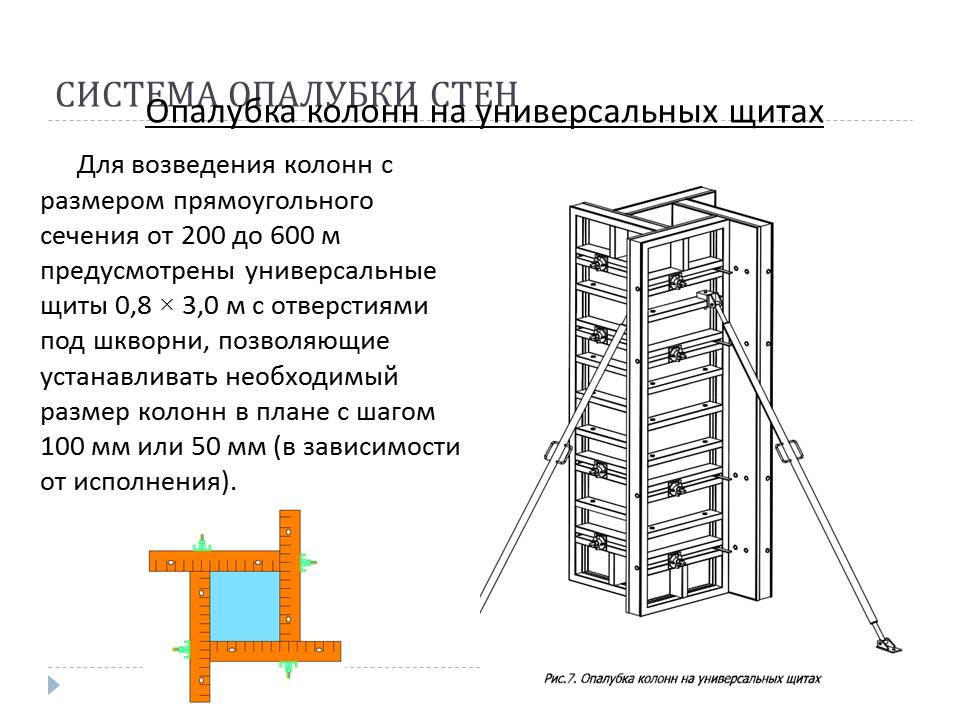 СИСТЕМА ОПАЛУБКИ СТЕН
Опалубка колонн на универсальных щитах
Для возведения колонн с
размером прямоугольного
сечения от 200 до 600 м
предусмотрены универсальные
щиты 0,8 × 3,0 м с отверстиями
под шкворни, позволяющие
устанавливать необходимый
размер колонн в плане с шагом
100 мм или 50 мм (в зависимости
от исполнения).
Рис.7. Опалубка колонн на универсальных щитах